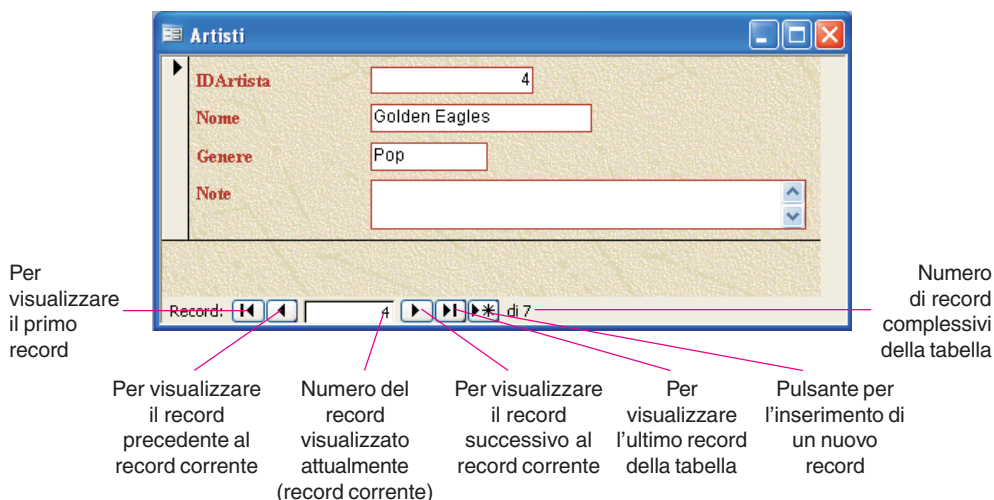 Artisti
IDArtista
4
Nome
Golden Eagles
Genere
Pop
Note
Record:
4
di 7
Per
visualizzare
il primo
record
Numero
di record
complessivi
della tabella
Per visualizzare
il record
precedente al
record corrente
Numero del
record
visualizzato
attualmente
(record corrente)
Per visualizzare
il record
successivo al
record corrente
Per
visualizzare
l’ultimo record
della tabella
Pulsante per
l’inserimento di
un nuovo
record